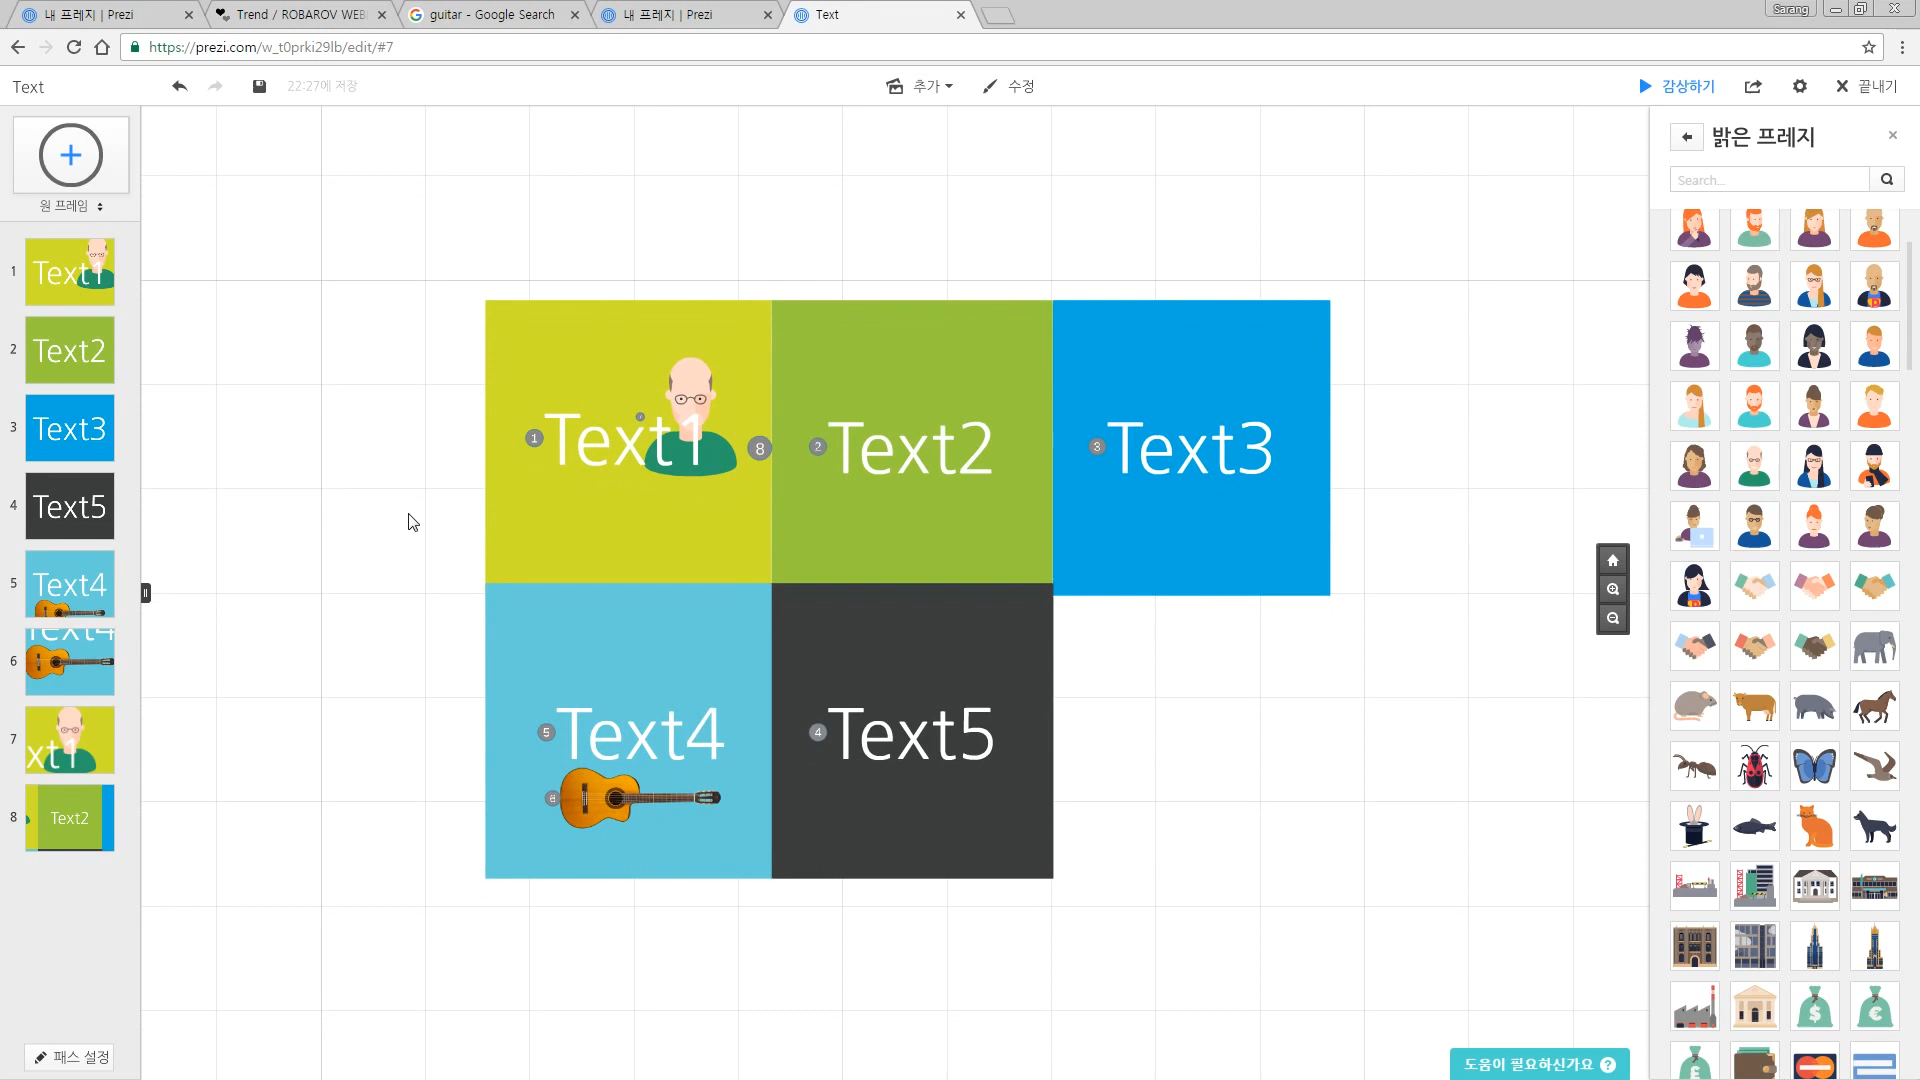 내 프레지 | Prezi
Trend / ROBAROV WEB
guitar - Google Search
내 프레지 | Prezi
Text
Sarang
https://prezi.com/w_t0prki29lb/edit/#7
Text
22:27에 저장
추가
수정
감상하기
끝내기
원 프레임
1
Text1
2
Text2
3
Text3
4
Text5
5
Text4
6
Text4
7
xt1
8
Text2
패스 설정
1
Text1
8
2
Text2
3
Text3
5
Text4
4
Text5
밝은 프레지
Search...
도움이 필요하신가요 ?